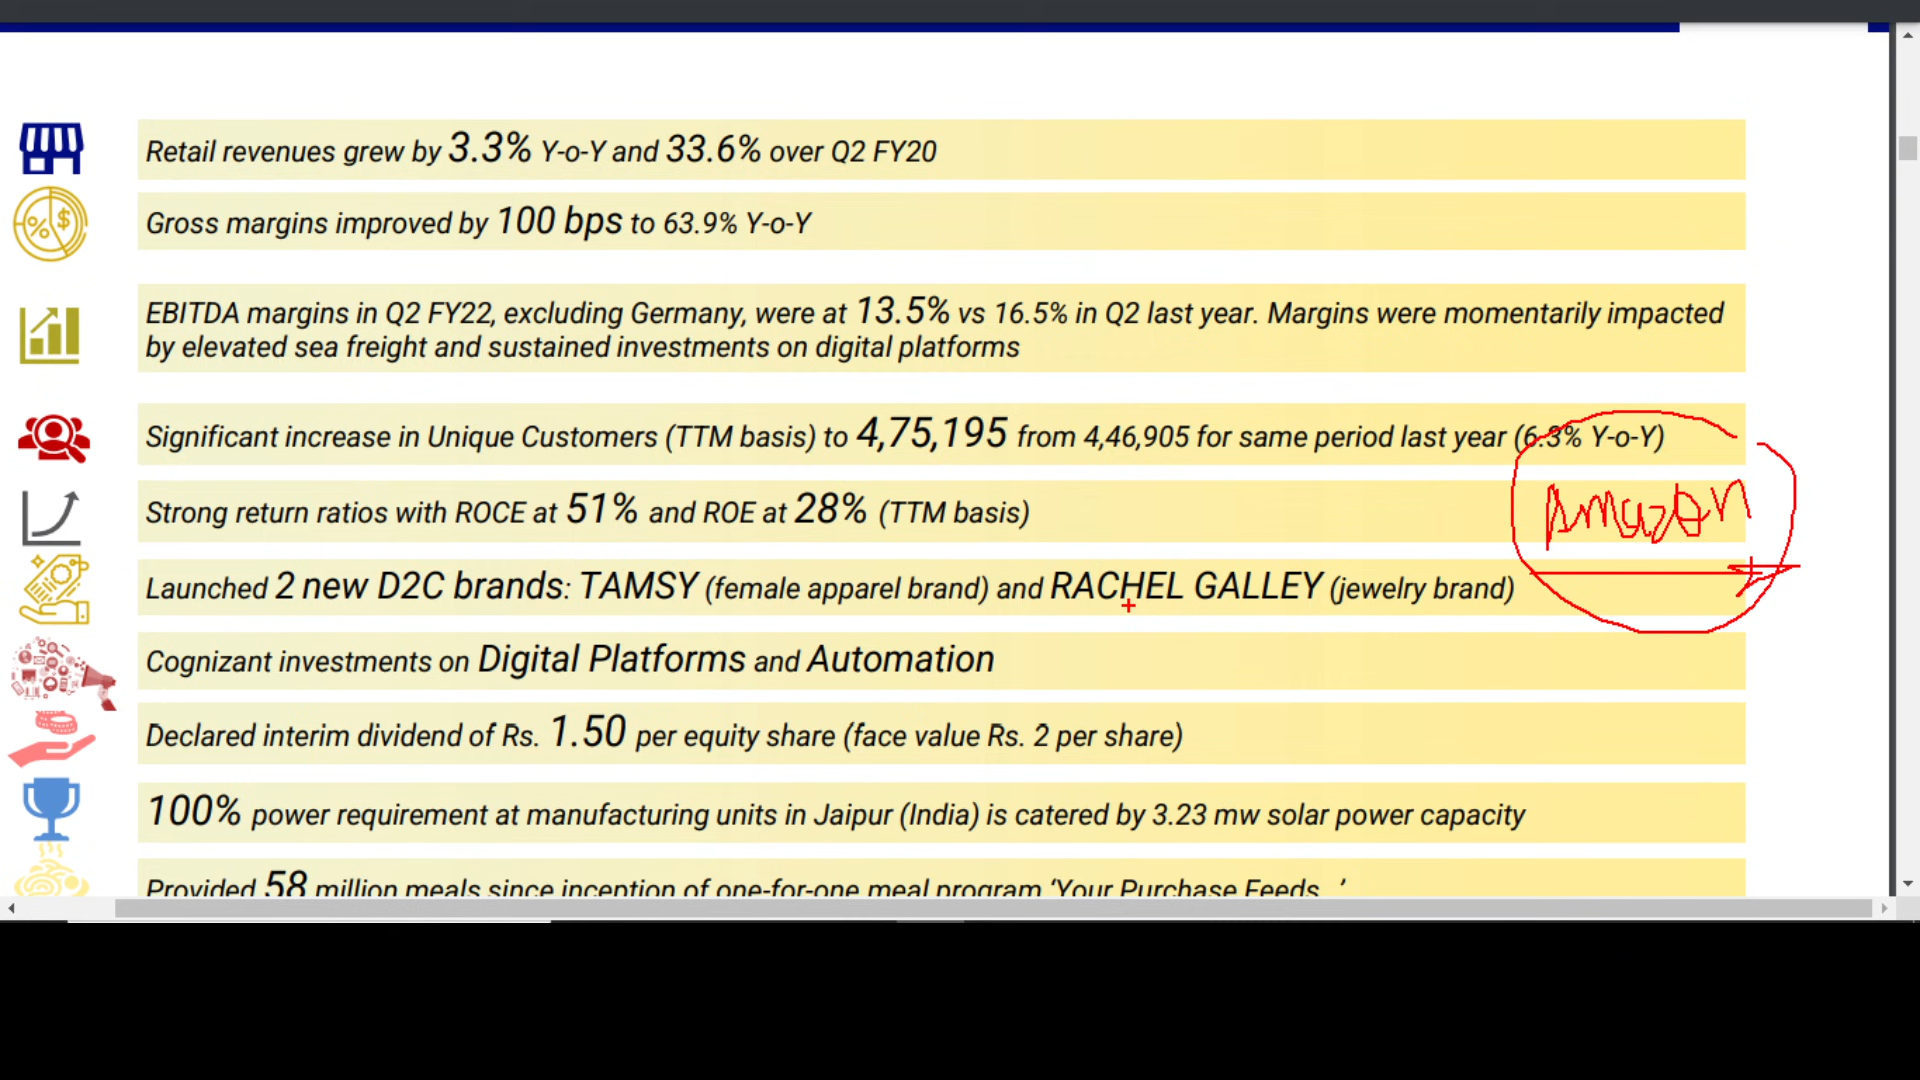 Retail revenues grew by 3.3% Y-o-Y and 33.6% over Q2 FY20
Gross margins improved by 100 bps to 63.9% Y-o-Y
EBITDA margins in Q2 FY22, excluding Germany, were at 13.5% vs 16.5% in Q2 last year. Margins were momentarily impacted
by elevated sea freight and sustained investments on digital platforms
Significant increase in Unique Customers (TTM basis) to 4,75,195 from 4,46,905 for same period last year (6.3% Y-o-Y)
Strong return ratios with ROCE at 51% and ROE at 28% (TTM basis)
Amazon
Launched 2 new D2C brands: TAMSY (female apparel brand) and RACHEL GALLEY (jewelry brand)
Cognizant investments on Digital Platforms and Automation
Declared interim dividend of Rs. 1.50 per equity share (face value Rs. 2 per share)
100% power requirement at manufacturing units in Jaipur (India) is catered by 3.23 mw solar power capacity
Provided 58 million meals since inception of one-for-one meal program ‘Your Purchase Feeds...’